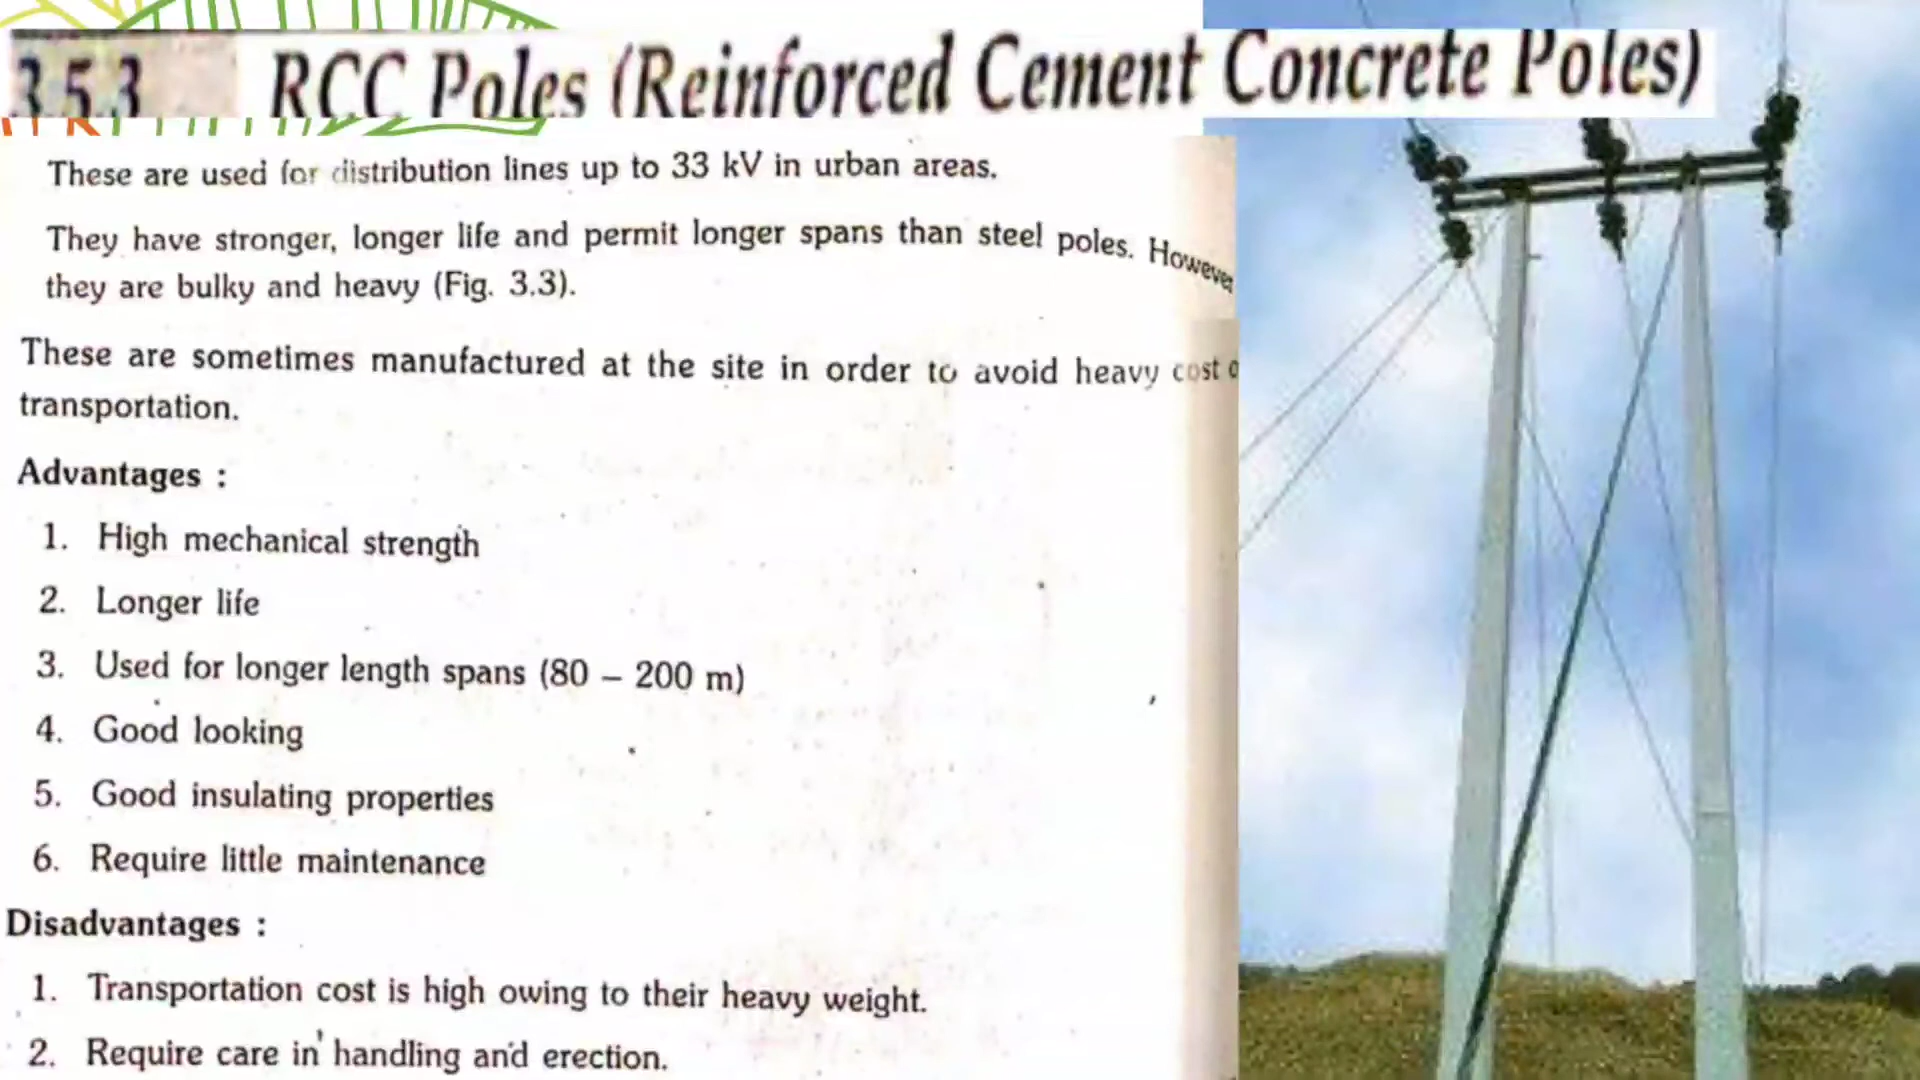 3.5.3 RCC Poles (Reinforced Cement Concrete Poles)
These are used for distribution lines up to 33 kV in urban areas.
They have stronger, longer life and permit longer spans than steel poles. However
they are bulky and heavy (Fig. 3.3).
These are sometimes manufactured at the site in order to avoid heavy cost
transportation.
Advantages :
1. High mechanical strength
2. Longer life
3. Used for longer length spans (80 – 200 m)
4. Good looking
5. Good insulating properties
6. Require little maintenance
Disadvantages :
1. Transportation cost is high owing to their heavy weight.
2. Require care in handling and erection.